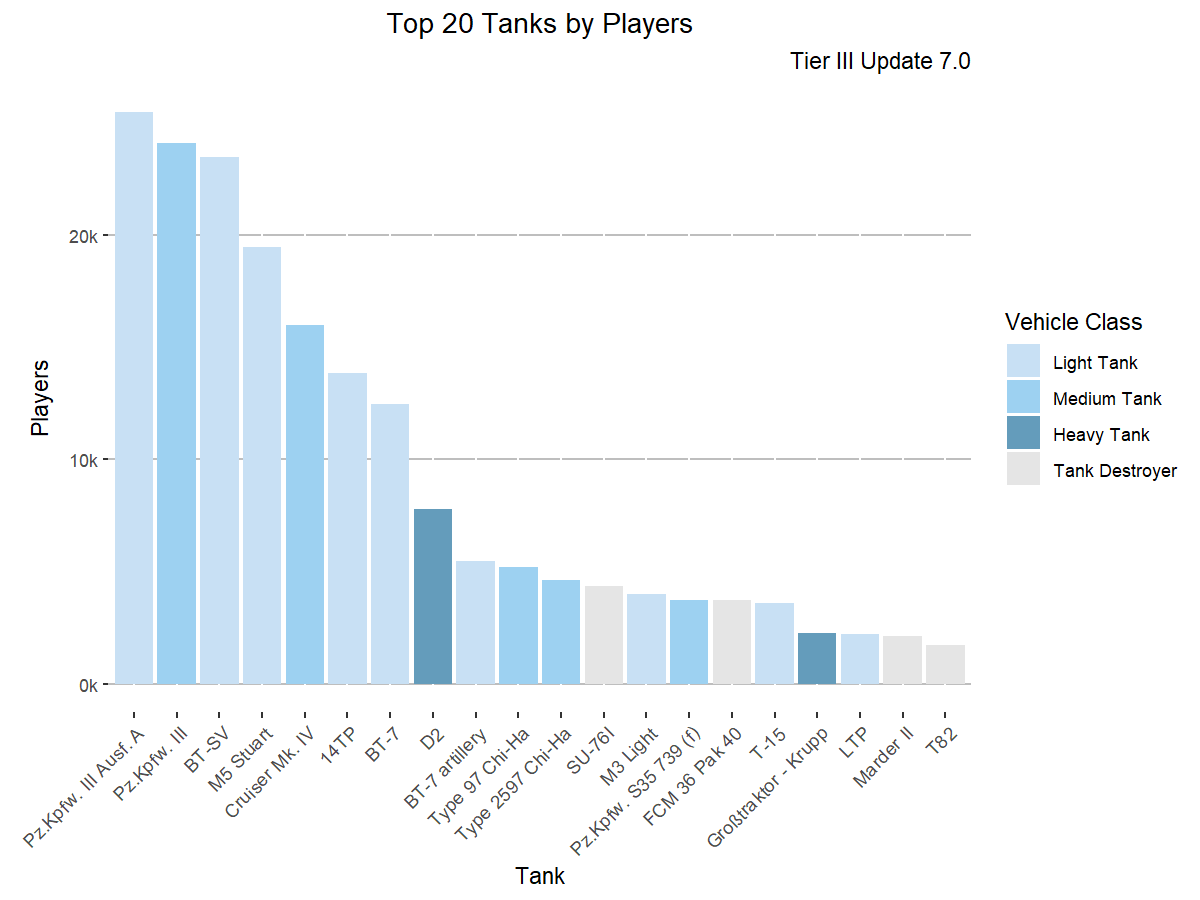 Top 20 Tanks by Players
Tier III Update 7.0
Players
20k
10k
0k
Pz.Kpfw. III Ausf. A
Pz.Kpfw. III
BT-SV
M5 Stuart
Cruiser Mk. IV
14TP
BT-7
D2
BT-7 artillery
Type 97 Chi-Ha
Type 2597 Chi-Ha
SU-76I
M3 Light
Pz.Kpfw. S35 739 (f)
FCM 36 Pak 40
T-15
Großtraktor - Krupp
LTP
Marder II
T82
Tank
Vehicle Class
Light Tank
Medium Tank
Heavy Tank
Tank Destroyer